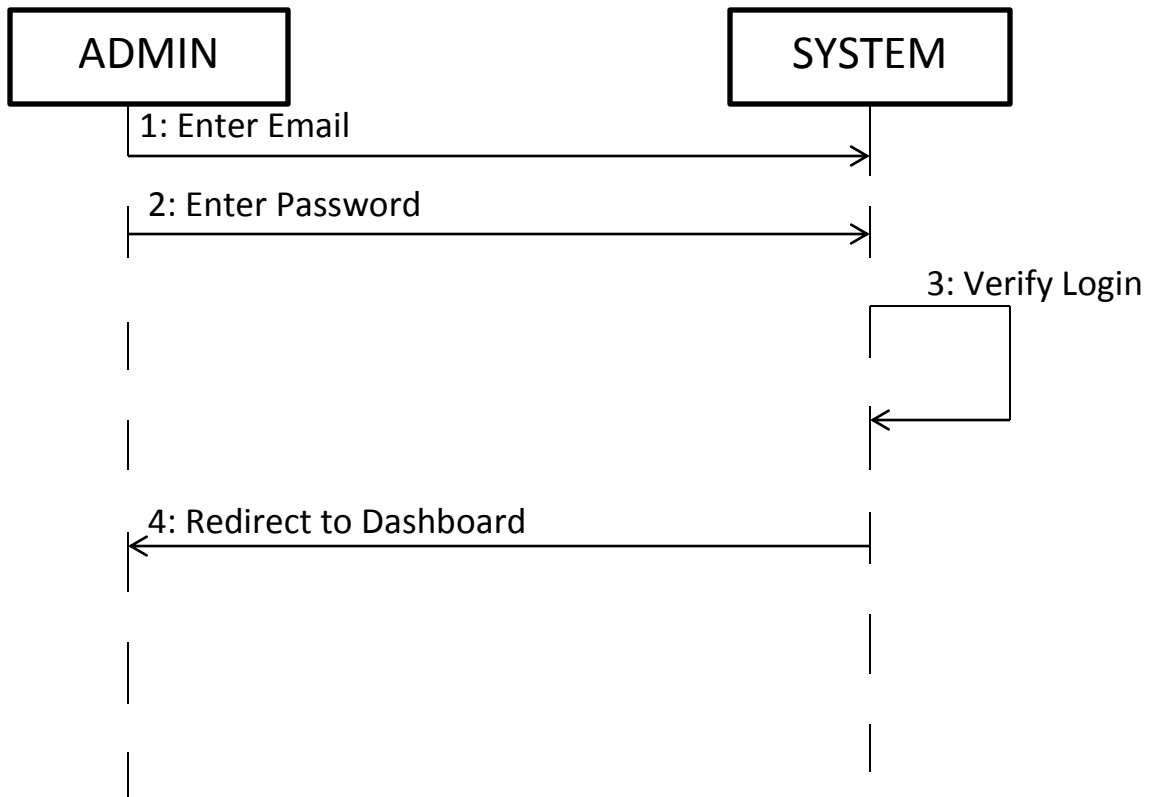 ADMIN
SYSTEM
1: Enter Email
2: Enter Password
3: Verify Login
4: Redirect to Dashboard